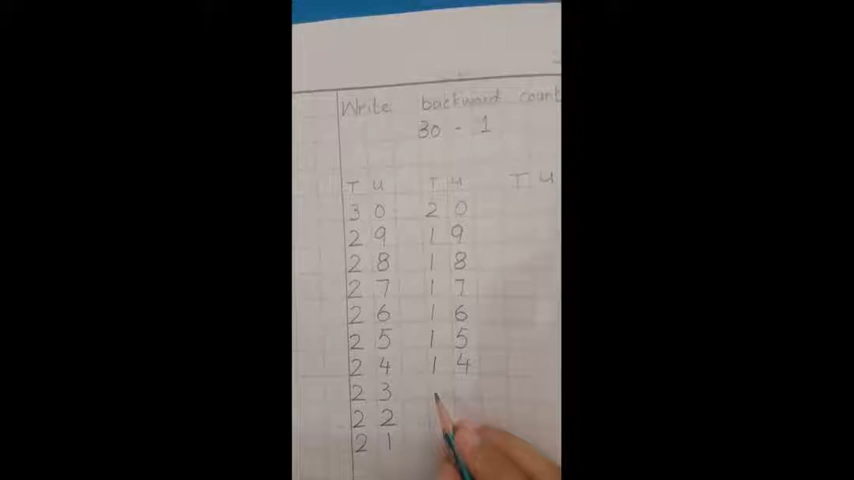 Write backward count
30 - 1
T U T U T U
3 0 2 0
2 9 1 9
2 8 1 8
2 7 1 7
2 6 1 6
2 5 1 5
2 4 1 4
2 3
2 2
2 1